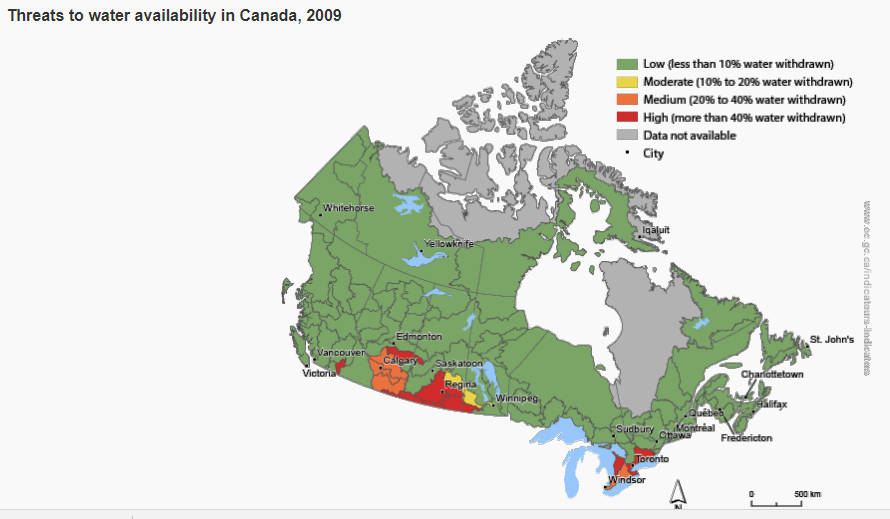 Threats to water availability in Canada, 2009
Low (less than 10% water withdrawn)
Moderate (10% to 20% water withdrawn)
Medium (20% to 40% water withdrawn)
High (more than 40% water withdrawn)
Data not available
City
Whitehorse
Iqaluit
Yellowknife
Edmonton
St. John's
Vancouver
Calgary
Saskatoon
Victoria
Regina
Charlottetown
Winnipeg
Halifax
Québec
Sudbury
Montréal
Ottawa
Fredericton
Toronto
Windsor
N
0 500 km
www.ec.gc.ca/indicateurs-indicators